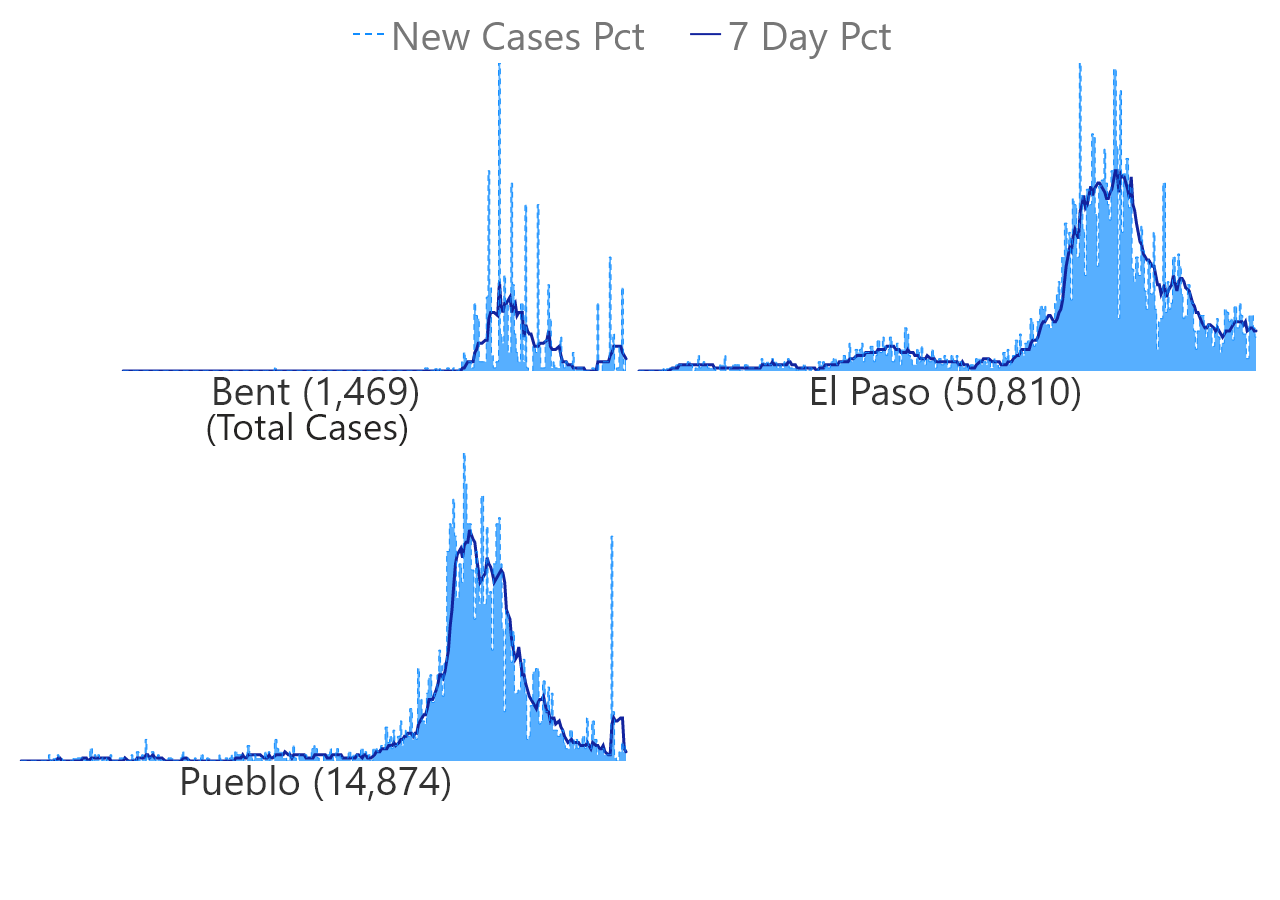 New Cases Pct 7 Day Pct
Bent (1,469)
(Total Cases)
El Paso (50,810)
Pueblo (14,874)